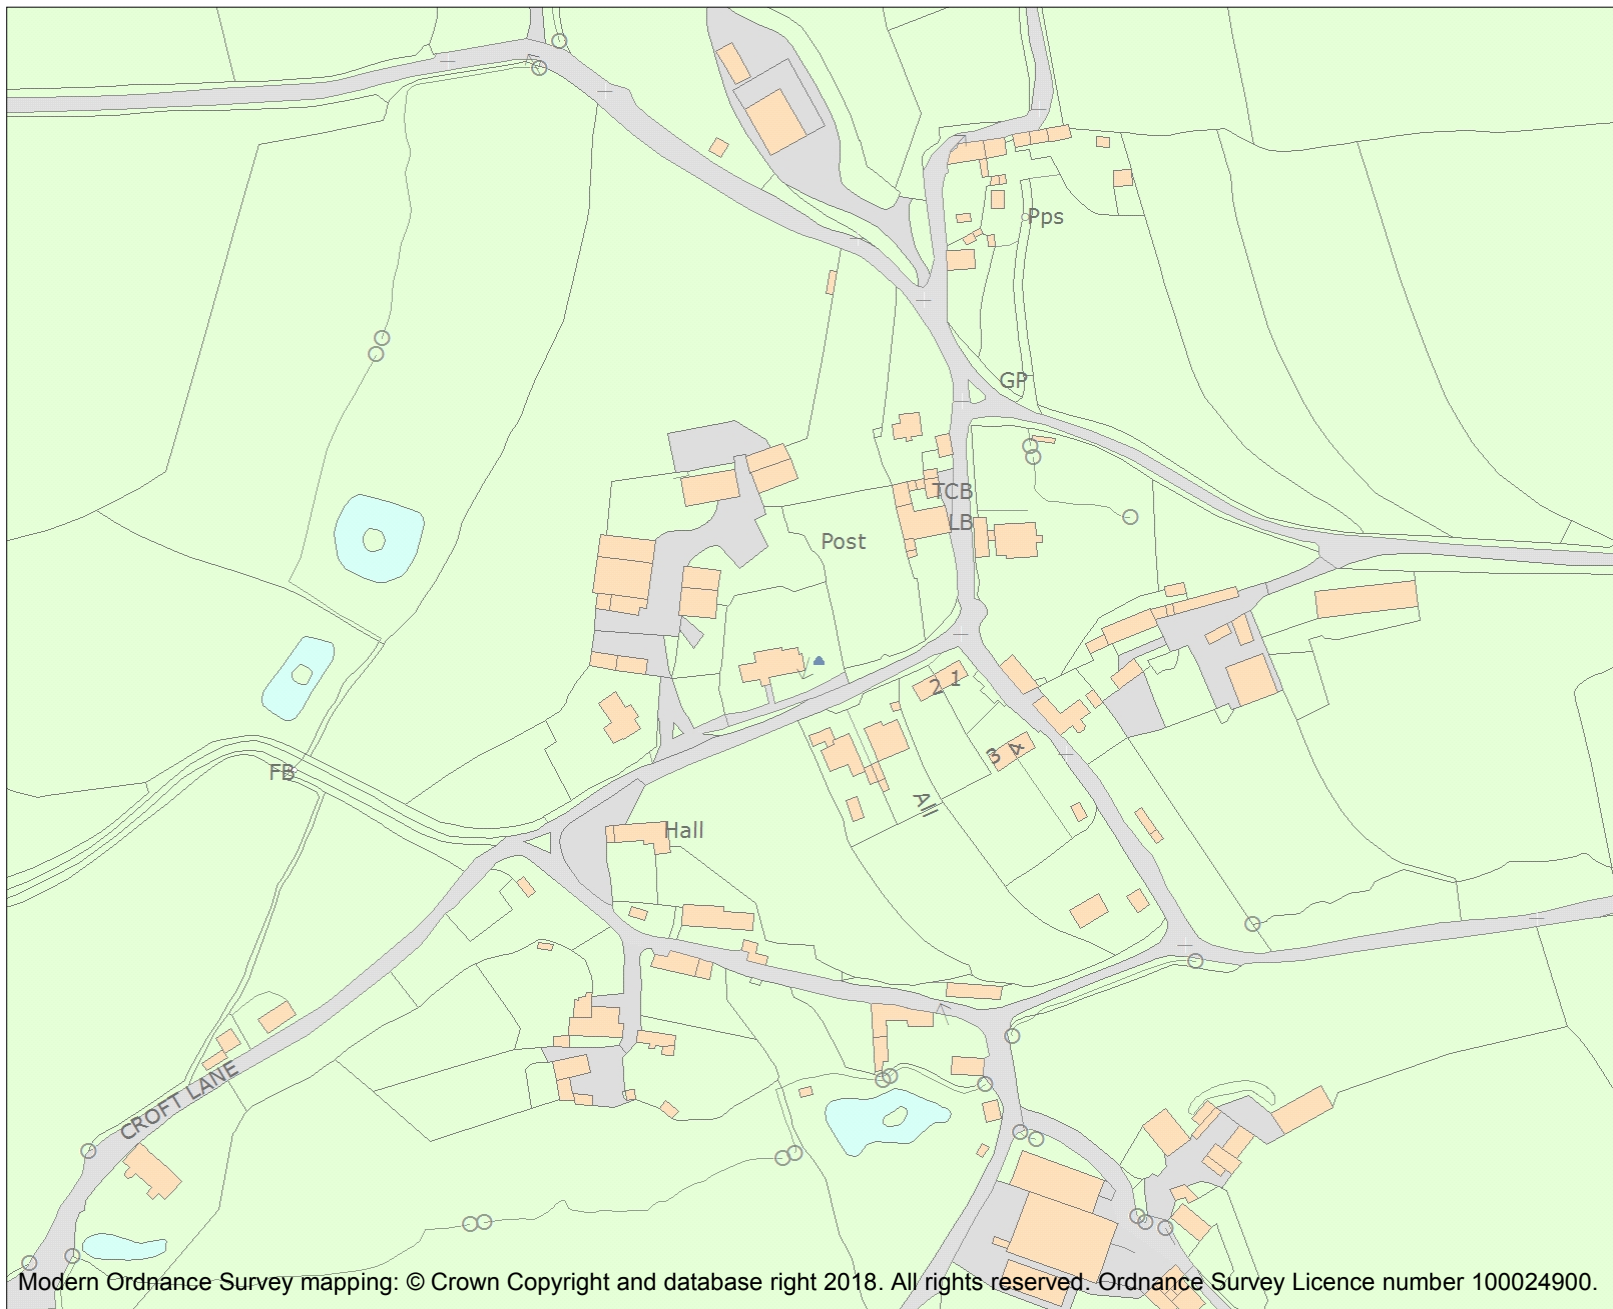 Pps
GP
TCB
LB
Post
2 1
3 4
FB
All
Hall
CROFT LANE
Modern Ordnance Survey mapping: © Crown Copyright and database right 2018. All rights reserved. Ordnance Survey Licence number 100024900.